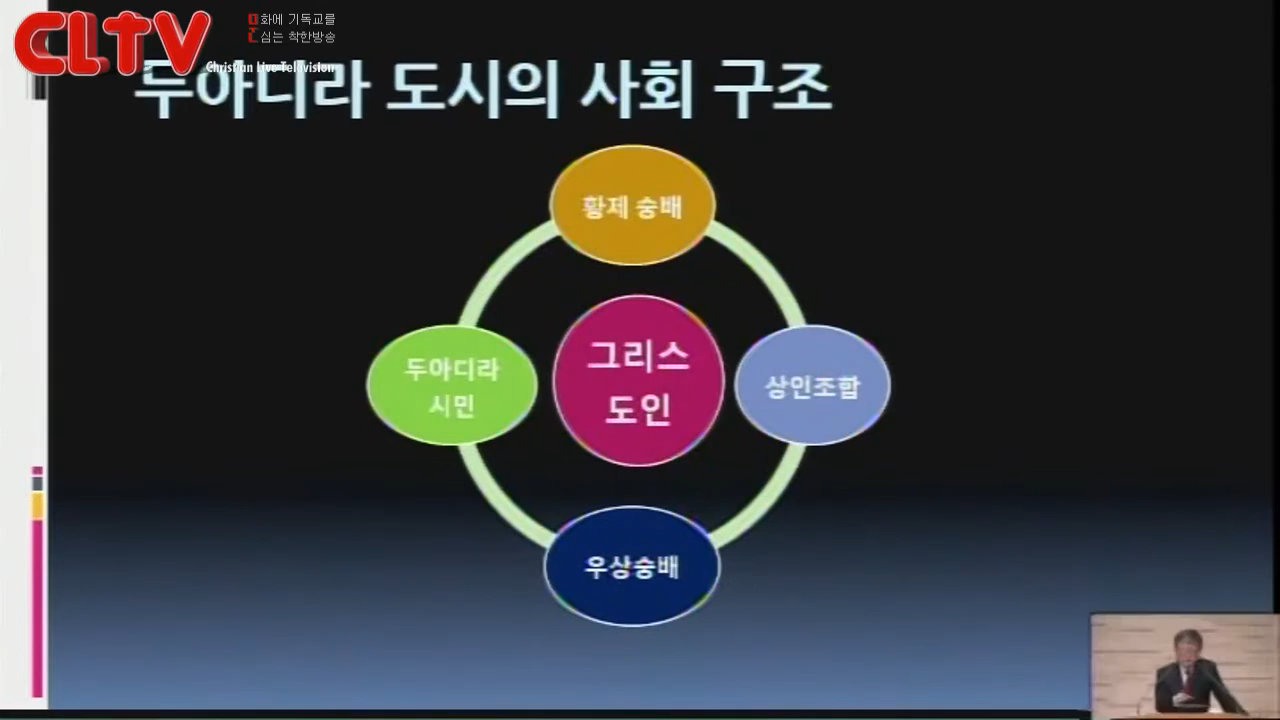 CLTV
문화에 기독교를
심는 착한방송
Christian Live Television
두아디라 도시의 사회 구조
황제 숭배
두아디라
시민
그리스
도인
상인조합
우상숭배